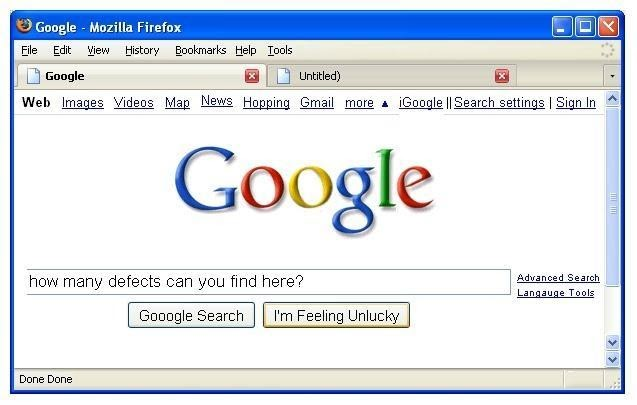 Google - Mozilla Firefox
File Edit View History Bookmarks Help Tools
Google Untitled)
Web Images Videos Map News Hopping Gmail more ▲ iGoogle || Search settings | Sign In
Google
how many defects can you find here?
Advanced Search
Langauge Tools
Gooogle Search I'm Feeling Unlucky
Done Done